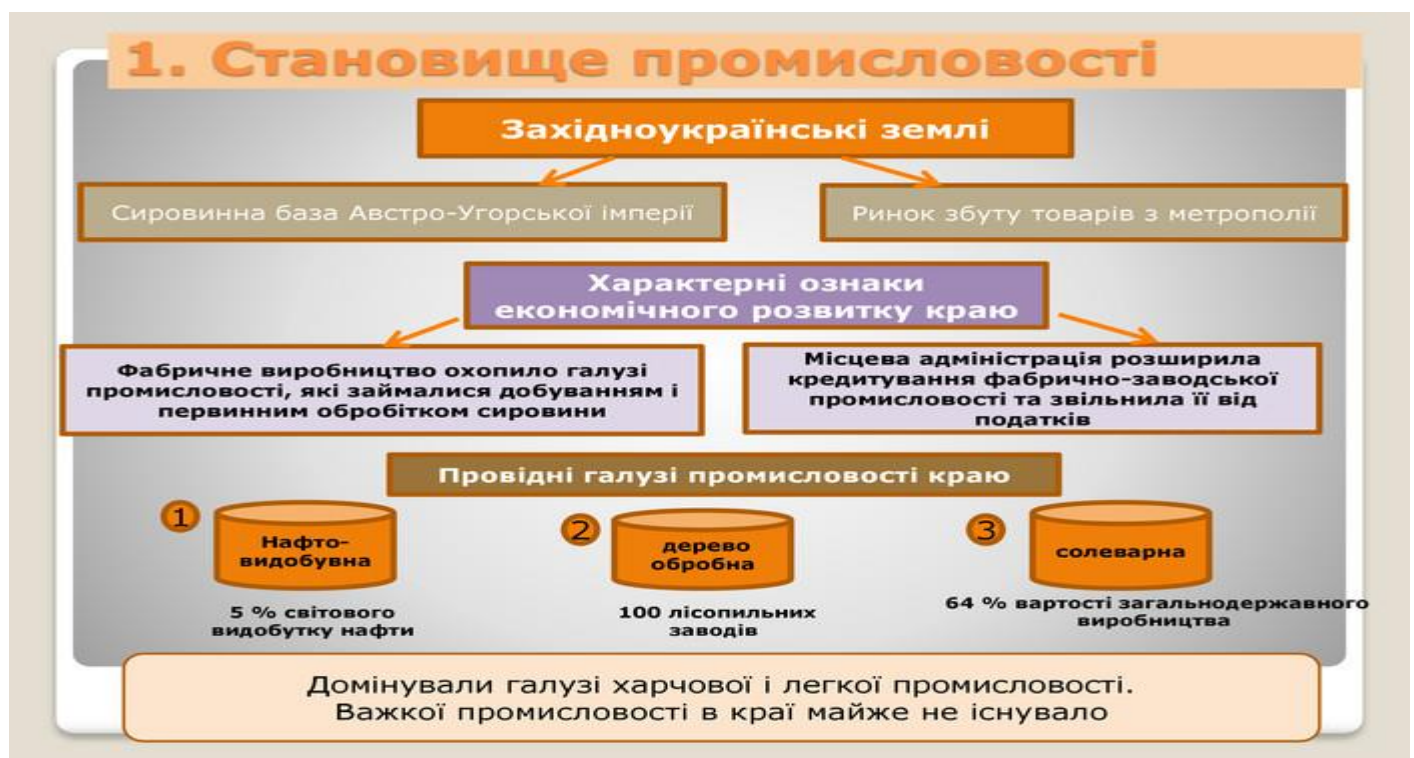 1. Становище промисловості
Західноукраїнські землі
Сировинна база Австро-Угорської імперії
Ринок збуту товарів з метрополії
Характерні ознаки
економічного розвитку краю
Фабричне виробництво охопило галузі
промисловості, які займалися добуванням і
первинним обробітком сировини
Місцева адміністрація розширила
кредитування фабрично-заводської
промисловості та звільнила її від
податків
Провідні галузі промисловості краю
1
Нафто-
видобувна
5 % світового
видобутку нафти
2
дерево
обробна
100 лісопильних
заводів
3
солеварна
64 % вартості загальнодержавного
виробництва
Домінували галузі харчової і легкої промисловості.
Важкої промисловості в краї майже не існувало